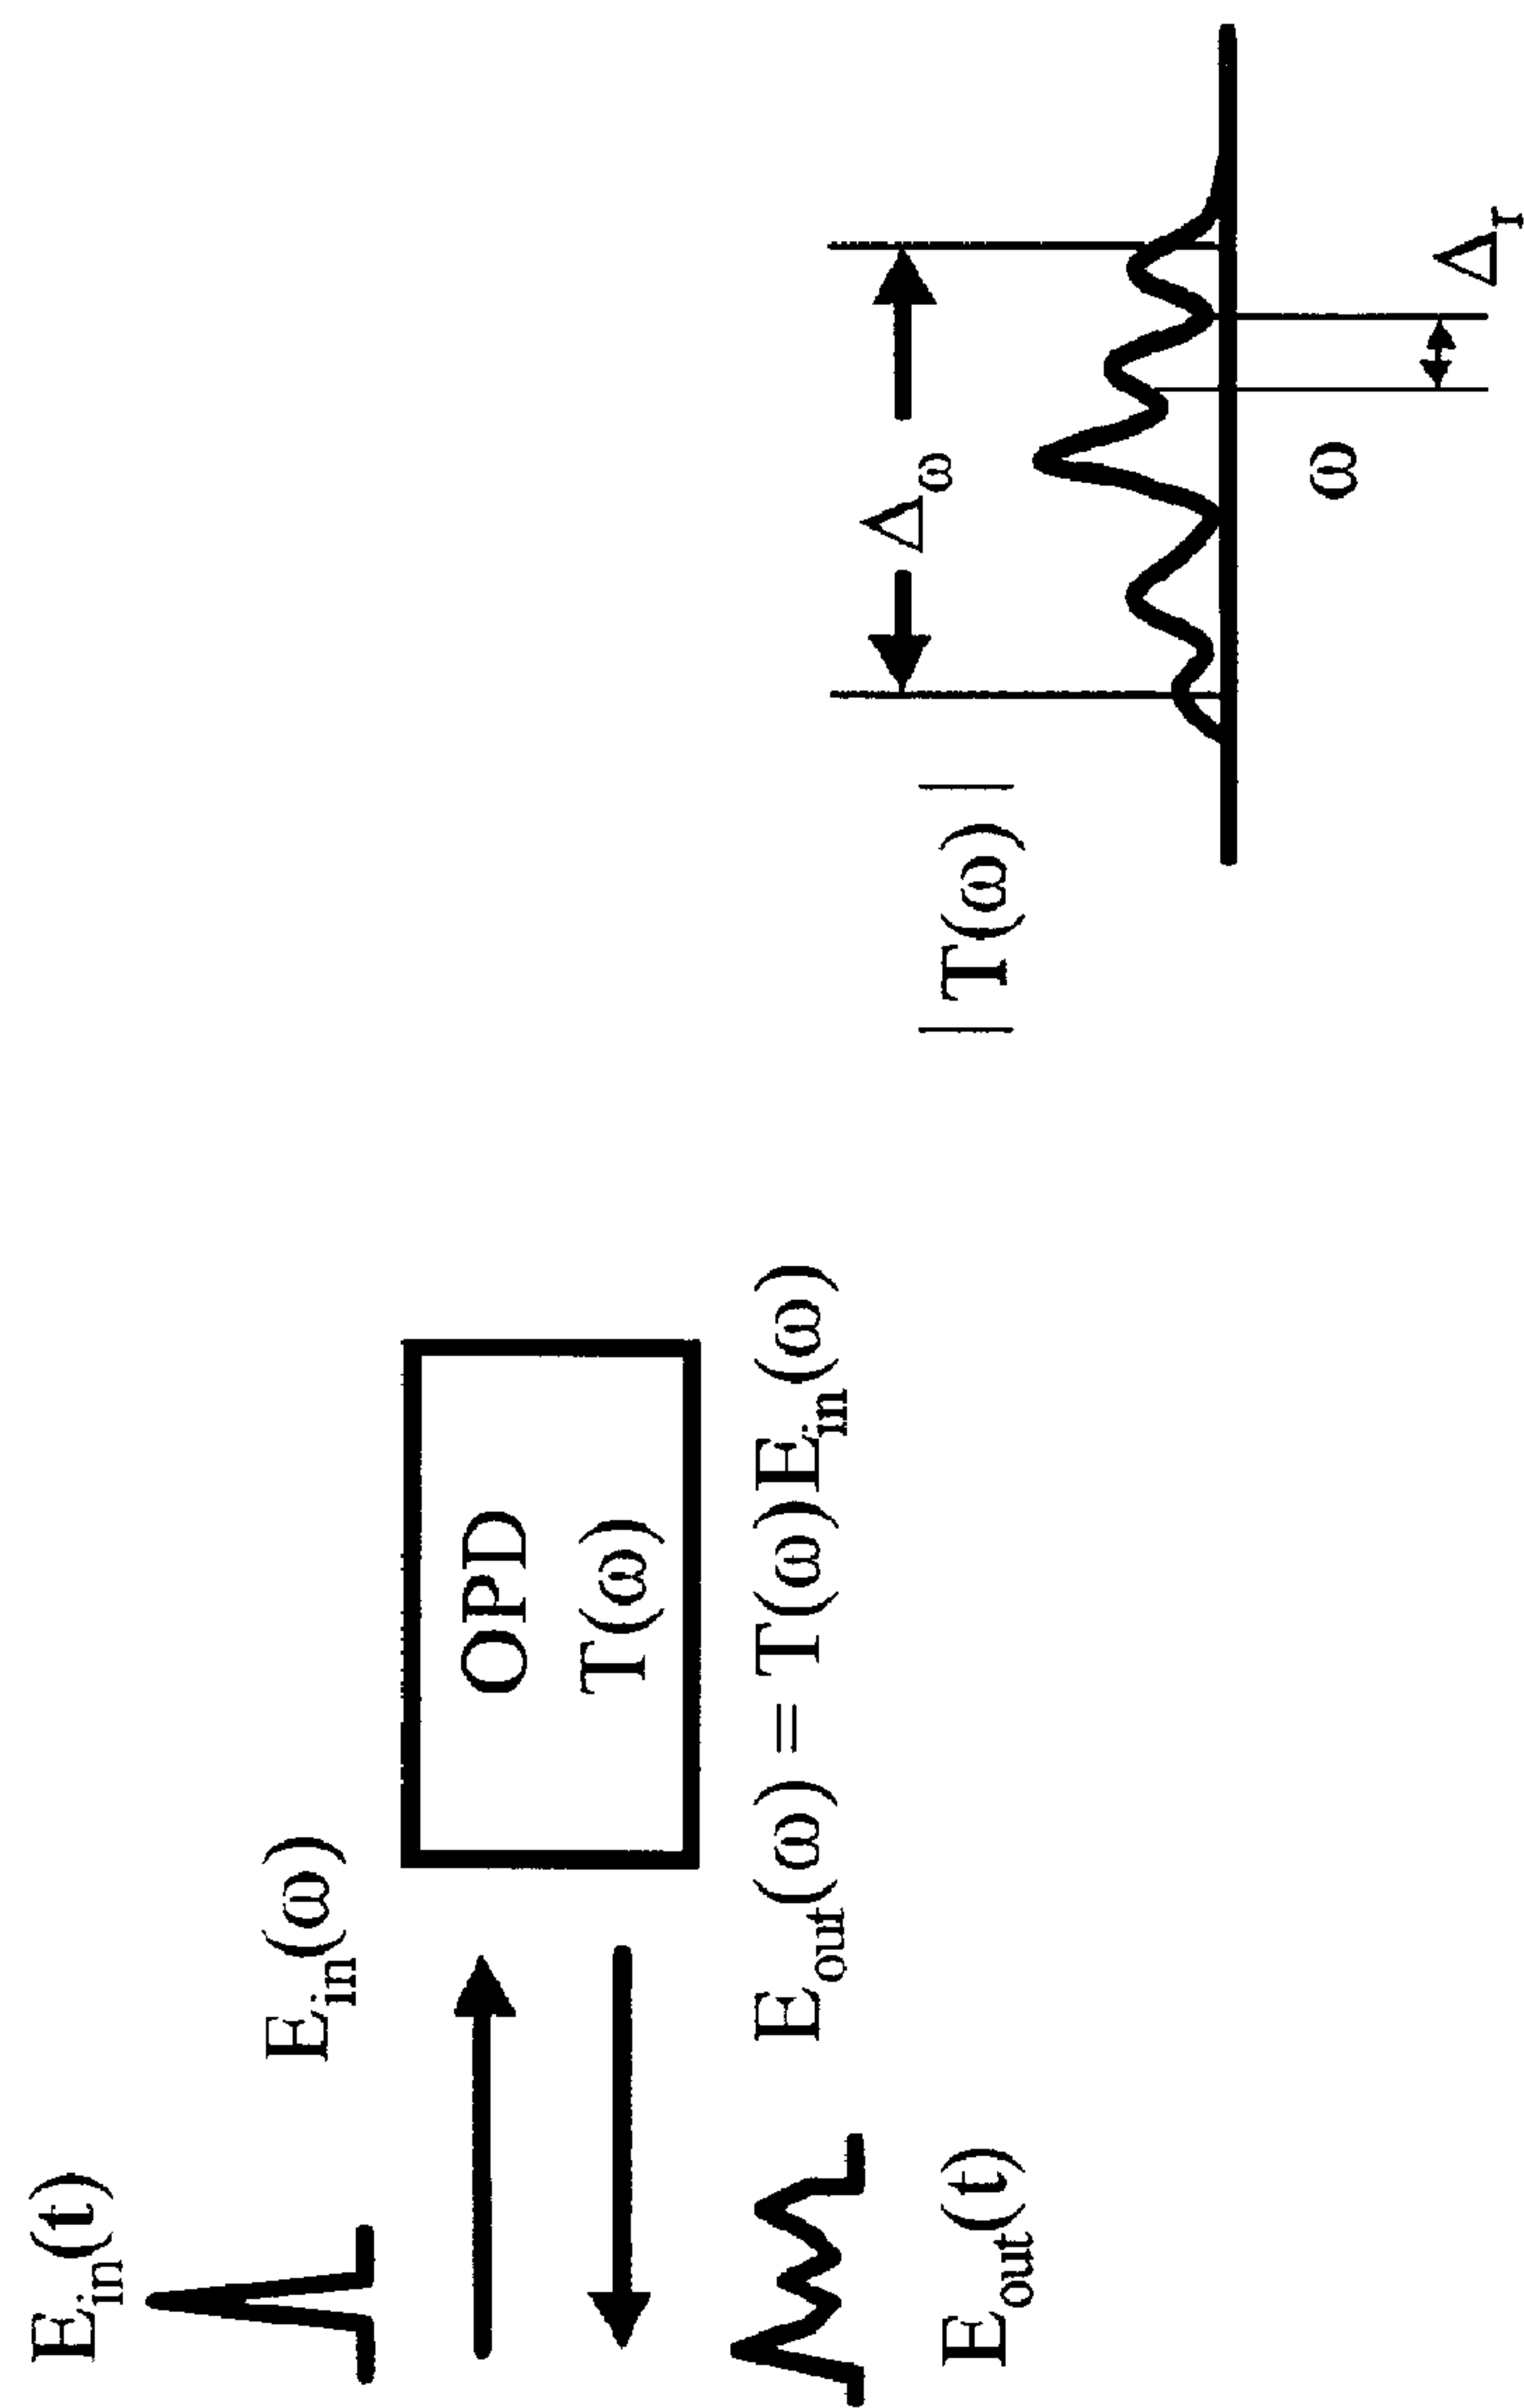 E_in(t)
E_in(ω)
OPD
T(ω)
E_out(ω) = T(ω)E_in(ω)
E_out(t)
|T(ω)|
Δ_ω
ω
Δ_r